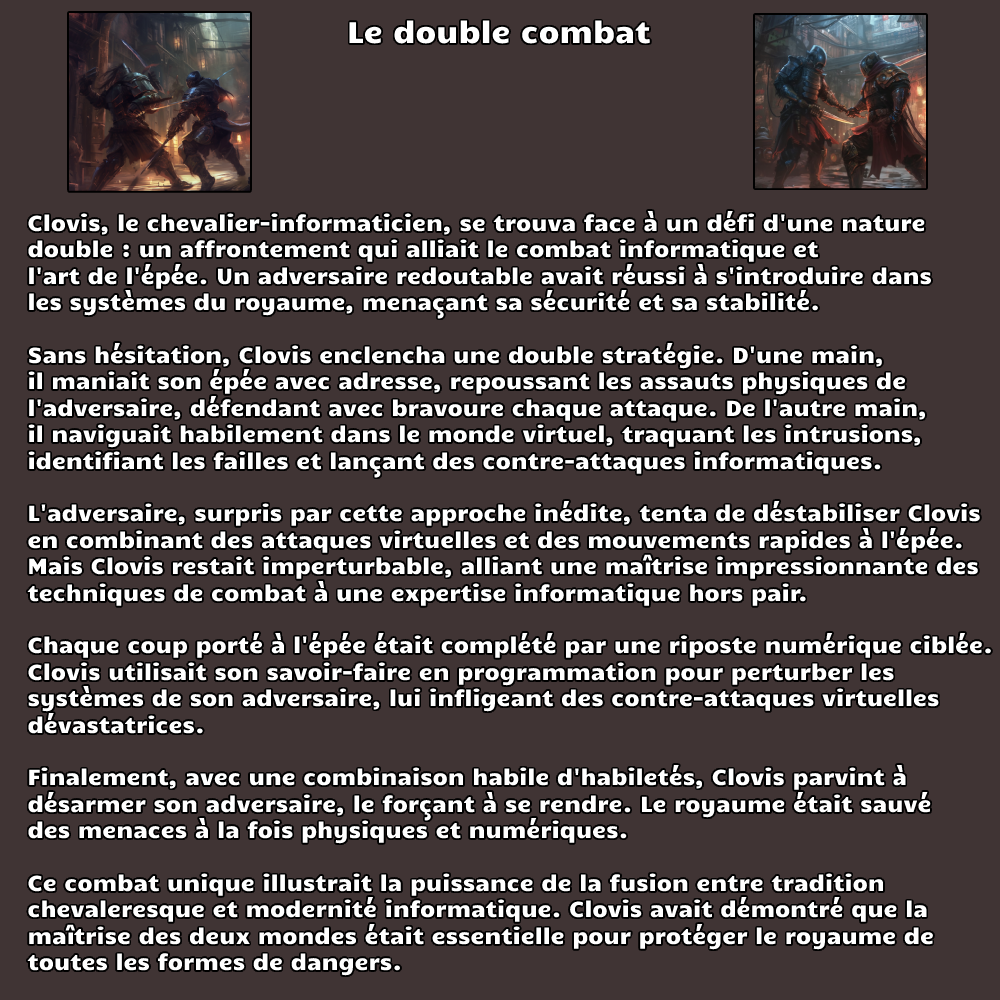 Le double combat
Clovis, le chevalier-informaticien, se trouva face à un défi d'une nature
double : un affrontement qui alliait le combat informatique et
l'art de l'épée. Un adversaire redoutable avait réussi à s'introduire dans
les systèmes du royaume, menaçant sa sécurité et sa stabilité.
Sans hésitation, Clovis enclencha une double stratégie. D'une main,
il maniait son épée avec adresse, repoussant les assauts physiques de
l'adversaire, défendant avec bravoure chaque attaque. De l'autre main,
il naviguait habilement dans le monde virtuel, traquant les intrusions,
identifiant les failles et lançant des contre-attaques informatiques.
L'adversaire, surpris par cette approche inédite, tenta de déstabiliser Clovis
en combinant des attaques virtuelles et des mouvements rapides à l'épée.
Mais Clovis restait imperturbable, alliant une maîtrise impressionnante des
techniques de combat à une expertise informatique hors pair.
Chaque coup porté à l'épée était complété par une riposte numérique ciblée.
Clovis utilisait son savoir-faire en programmation pour perturber les
systèmes de son adversaire, lui infligeant des contre-attaques virtuelles
dévastatrices.
Finalement, avec une combinaison habile d'habiletés, Clovis parvint à
désarmer son adversaire, le forçant à se rendre. Le royaume était sauvé
des menaces à la fois physiques et numériques.
Ce combat unique illustrait la puissance de la fusion entre tradition
chevaleresque et modernité informatique. Clovis avait démontré que la
maîtrise des deux mondes était essentielle pour protéger le royaume de
toutes les formes de dangers.